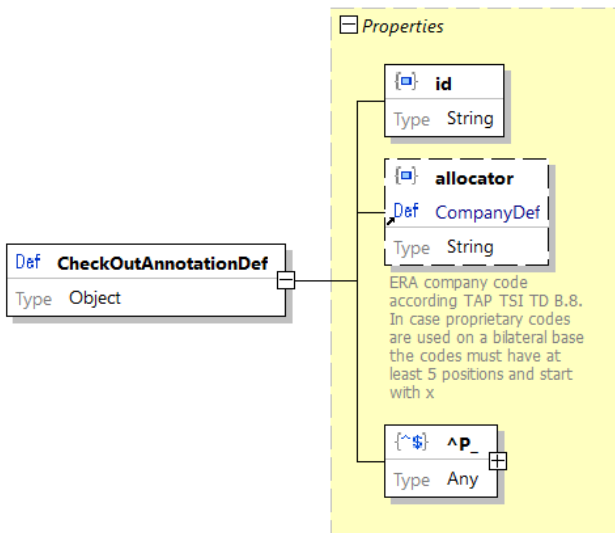 Properties
{ } id
Type String
{ } allocator
Def CompanyDef
Type String
Def CheckOutAnnotationDef
Type Object
ERA company code
according TAP TSI TD B.8.
In case proprietary codes
are used on a bilateral base
the codes must have at
least 5 positions and start
with x
{^$} ^P_
Type Any